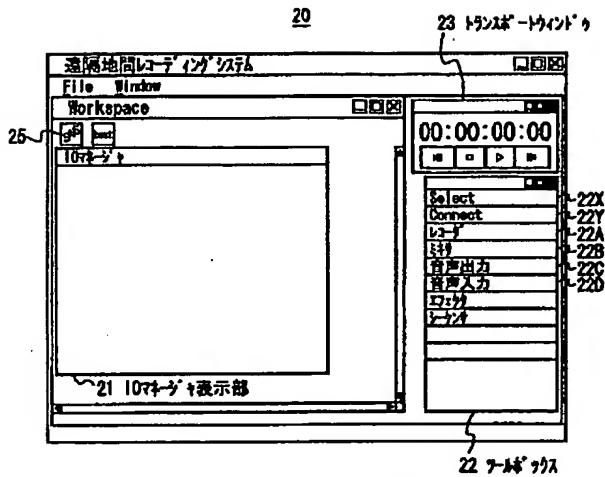 20
23 トランスポートウィンドゥ
遠隔地間レコーディングシステム
File Window
Workspace
25
IOマネージャ
00:00:00:00
Select 22X
Connect 22Y
レコーダ 22A
ミキサ 22B
音声出力 22C
音声入力 22D
エフェクタ
シーケンサ
21 IOマネージャ表示部
22 ツールボックス